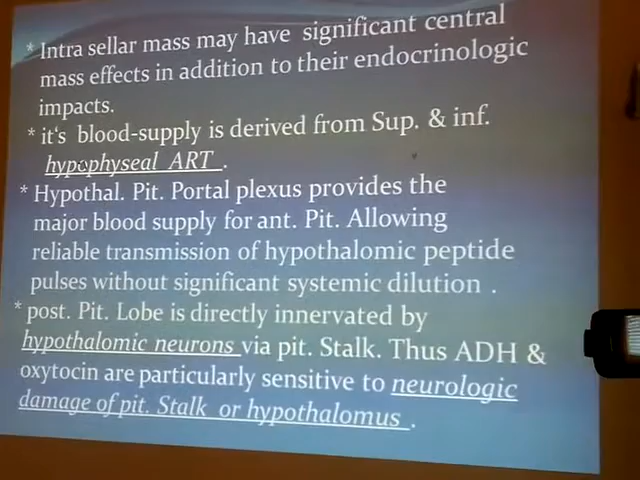 * Intra sellar mass may have significant central
mass effects in addition to their endocrinologic
impacts.
* it's blood-supply is derived from Sup. & inf.
hypophyseal ART .
* Hypothal. Pit. Portal plexus provides the
major blood supply for ant. Pit. Allowing
reliable transmission of hypothalomic peptide
pulses without significant systemic dilution .
* post. Pit. Lobe is directly innervated by
hypothalomic neurons via pit. Stalk. Thus ADH &
oxytocin are particularly sensitive to neurologic
damage of pit. Stalk or hypothalomus .